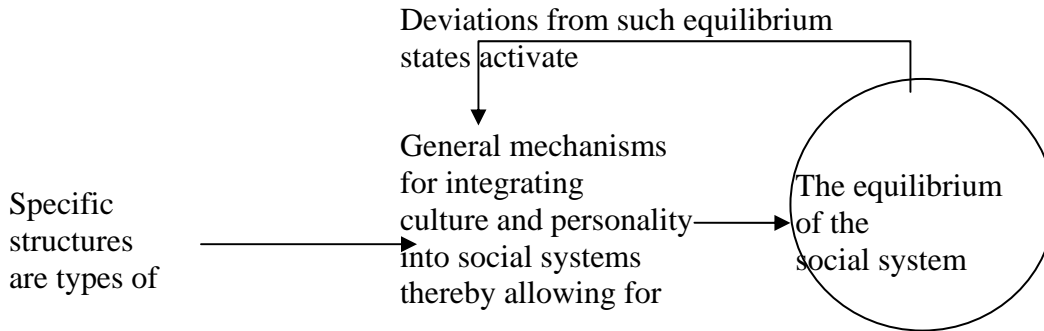 Deviations from such equilibrium
states activate
General mechanisms
for integrating
culture and personality
into social systems
thereby allowing for
Specific
structures
are types of
The equilibrium
of the
social system